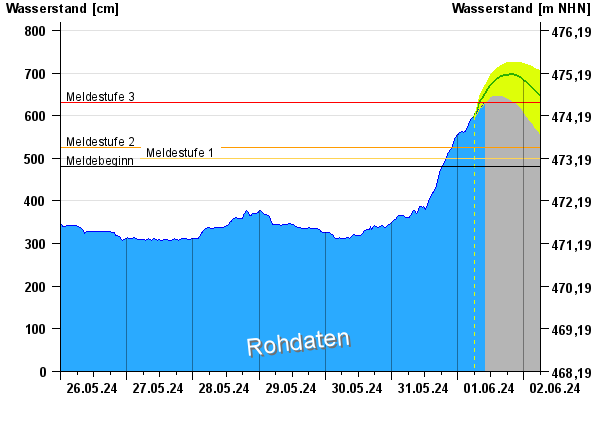 Wasserstand [cm] Wasserstand [m NHN]
800 476,19
700 475,19
Meldestufe 3
600 474,19
Meldestufe 2
Meldestufe 1
500 473,19
Meldebeginn
400 472,19
300 471,19
200 470,19
100 469,19
Rohdaten
0 468,19
26.05.24 27.05.24 28.05.24 29.05.24 30.05.24 31.05.24 01.06.24 02.06.24